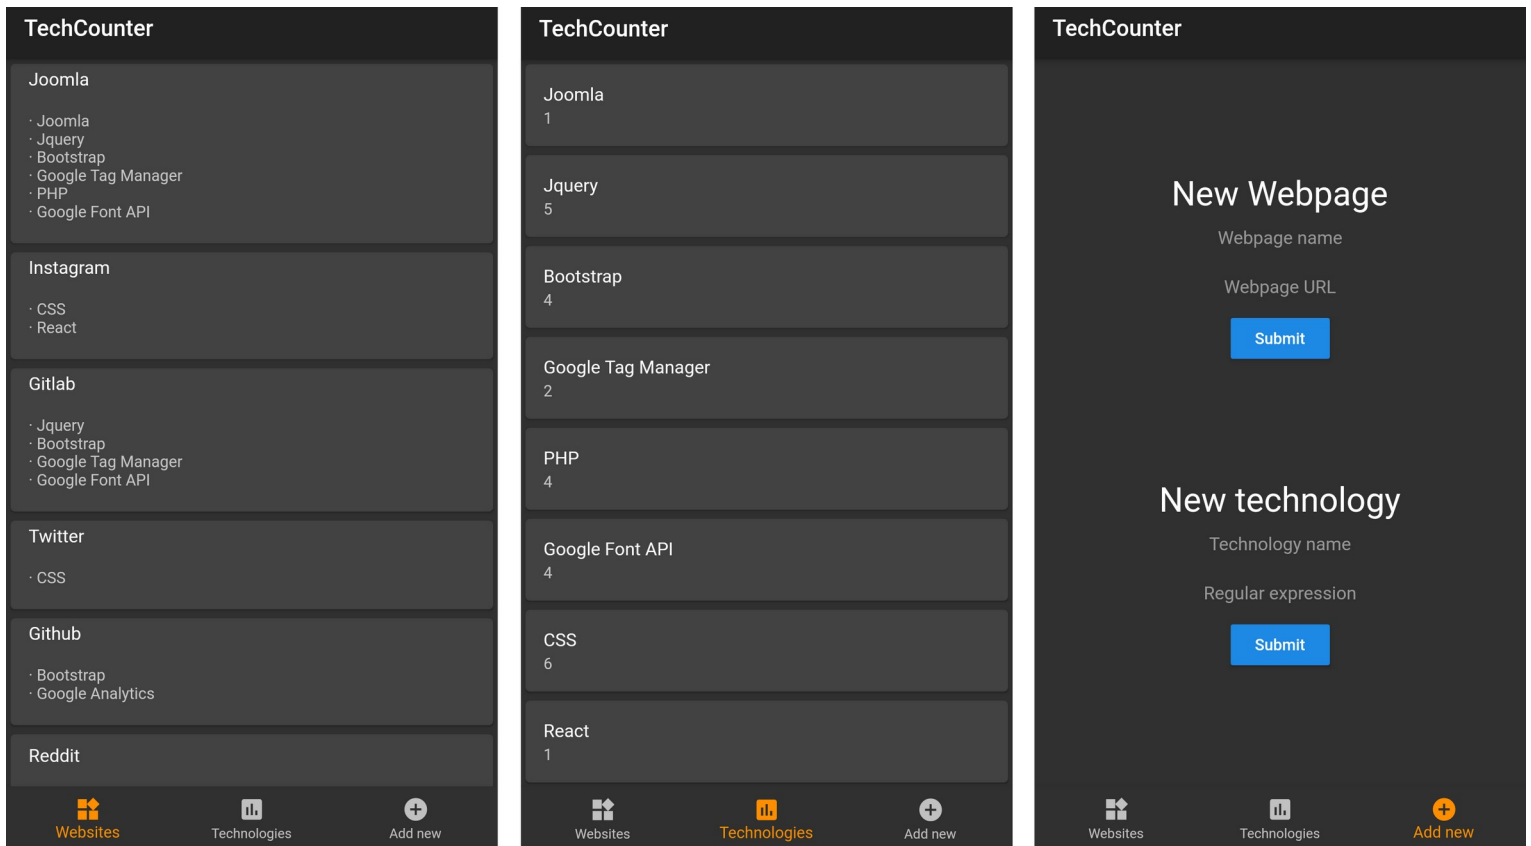 TechCounter
Joomla
· Joomla
· Jquery
· Bootstrap
· Google Tag Manager
· PHP
· Google Font API
Instagram
· CSS
· React
Gitlab
· Jquery
· Bootstrap
· Google Tag Manager
· Google Font API
Twitter
· CSS
Github
· Bootstrap
· Google Analytics
Reddit
Websites
Technologies
Add new
TechCounter
Joomla
1
Jquery
5
Bootstrap
4
Google Tag Manager
2
PHP
4
Google Font API
4
CSS
6
React
1
Websites
Technologies
Add new
TechCounter
New Webpage
Webpage name
Webpage URL
Submit
New technology
Technology name
Regular expression
Submit
Websites
Technologies
Add new